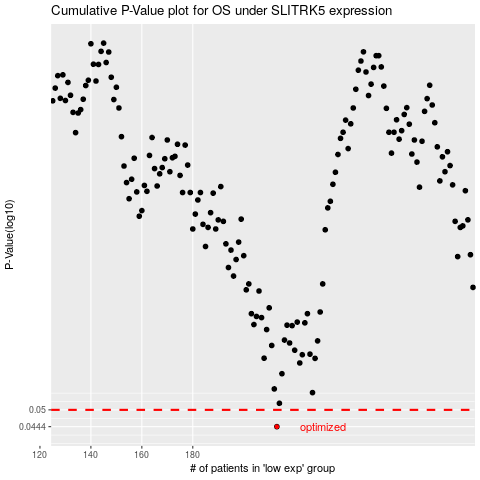 Cumulative P-Value plot for OS under SLITRK5 expression
P-Value(log10)
0.05
0.0444
optimized
120 140 160 180
# of patients in 'low exp' group